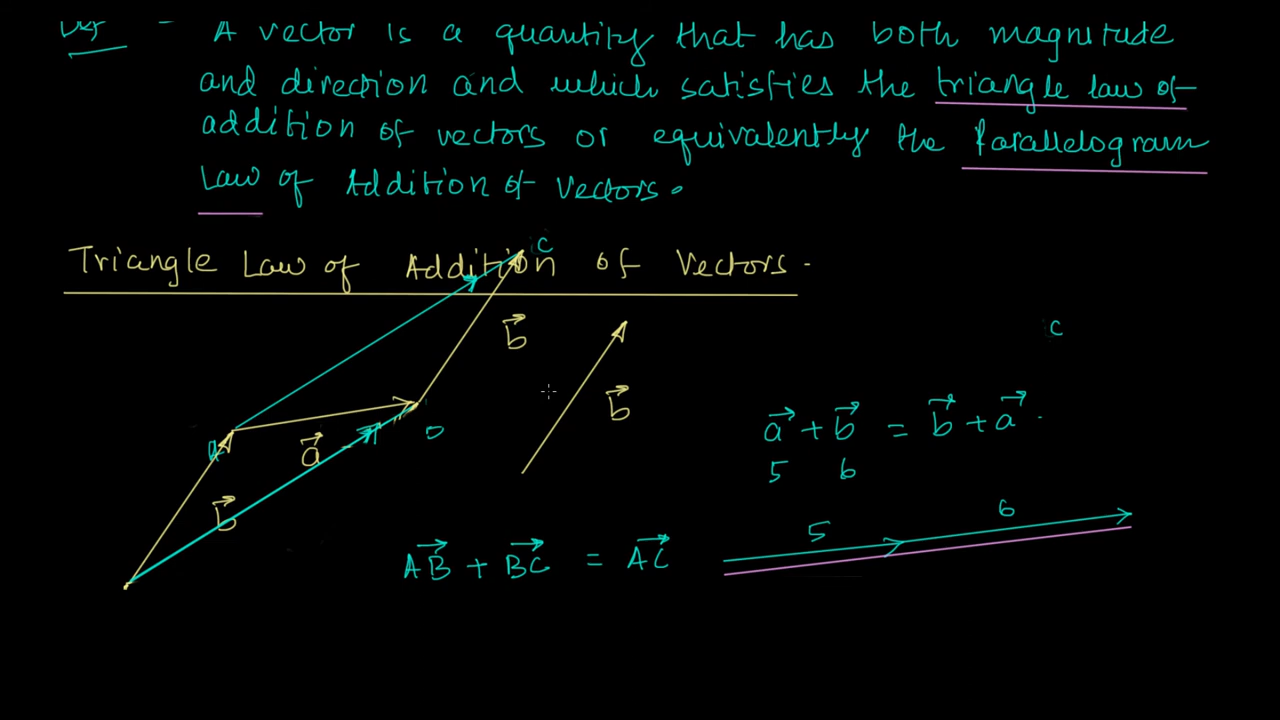 Def - A vector is a quantity that has both magnitude
and direction and which satisfies the triangle law of
addition of vectors or equivalently the parallelogram
Law of Addition of Vectors.
Triangle Law of Addition of Vectors.
C
b⃗
C
b⃗
a⃗ + b⃗ = b⃗ + a⃗ .
A
B
a⃗
5 6
b⃗
6
5
AB⃗ + BC⃗ = AC⃗